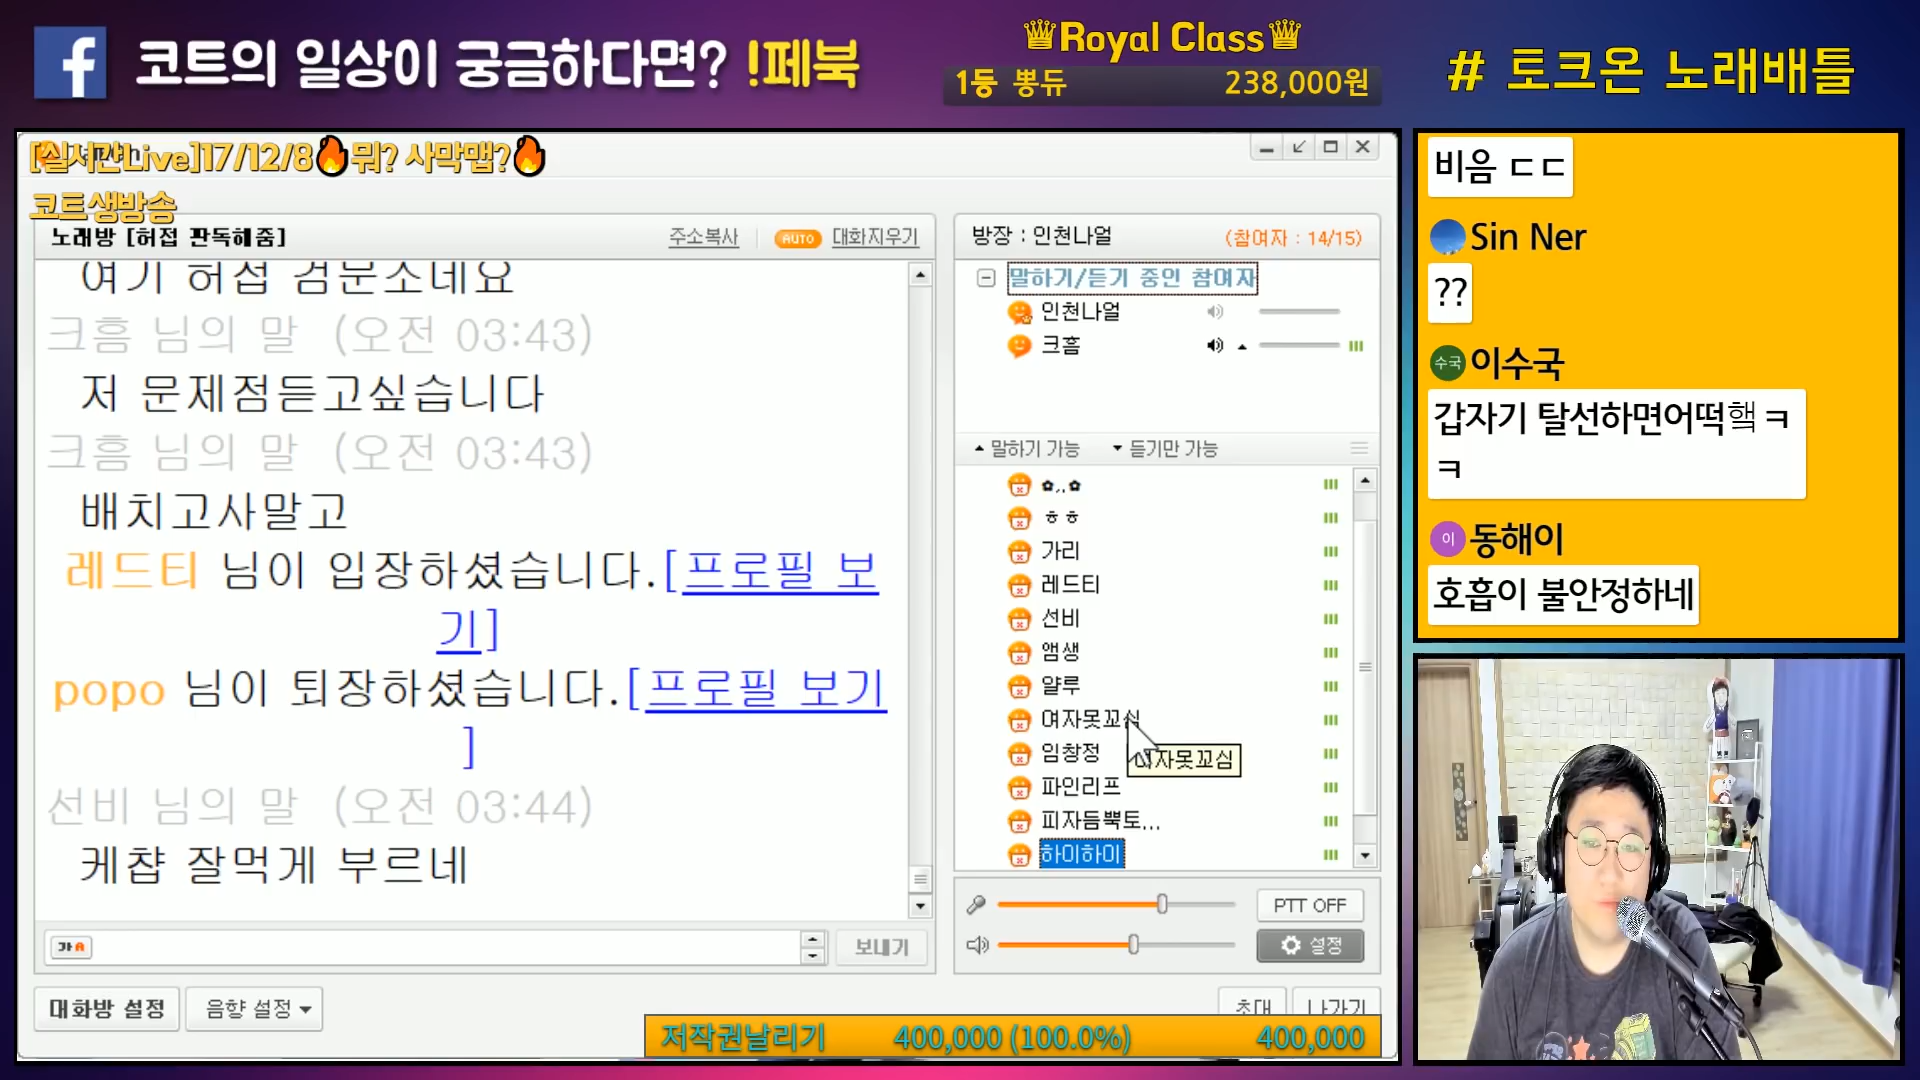 코트의 일상이 궁금하다면? !페북
♛Royal Class♛
1등 뿅듀 238,000원
# 토크온 노래배틀
[실시간Live]17/12/8🔥뭐? 사막맵?🔥
코트생방송
노래방 [허접 판독해줌]
주소복사
AUTO 대화지우기
여기 허접 검문소네요
크흠 님의 말 (오전 03:43)
저 문제점듣고싶습니다
크흠 님의 말 (오전 03:43)
배치고사말고
레드티 님이 입장하셨습니다.[프로필 보
기]
popo 님이 퇴장하셨습니다.[프로필 보기
]
선비 님의 말 (오전 03:44)
케챱 잘먹게 부르네
가A
보내기
대화방 설정
음향 설정
방장 : 인천나얼
(참여자 : 14/15)
말하기/듣기 중인 참여자
인천나얼
크흠
말하기 가능
듣기만 가능
✿,,✿
ㅎㅎ
가리
레드티
선비
앰생
얄루
여자못꼬심
임창정
여자못꼬심
파인리프
피자듬뿍토...
하이하이
PTT OFF
설정
초대
나가기
저작권날리기 400,000 (100.0%) 400,000
비음 ㄷㄷ
Sin Ner
??
수국 이수국
갑자기 탈선하면어떡핵ㅋ
ㅋ
이 동해이
호흡이 불안정하네